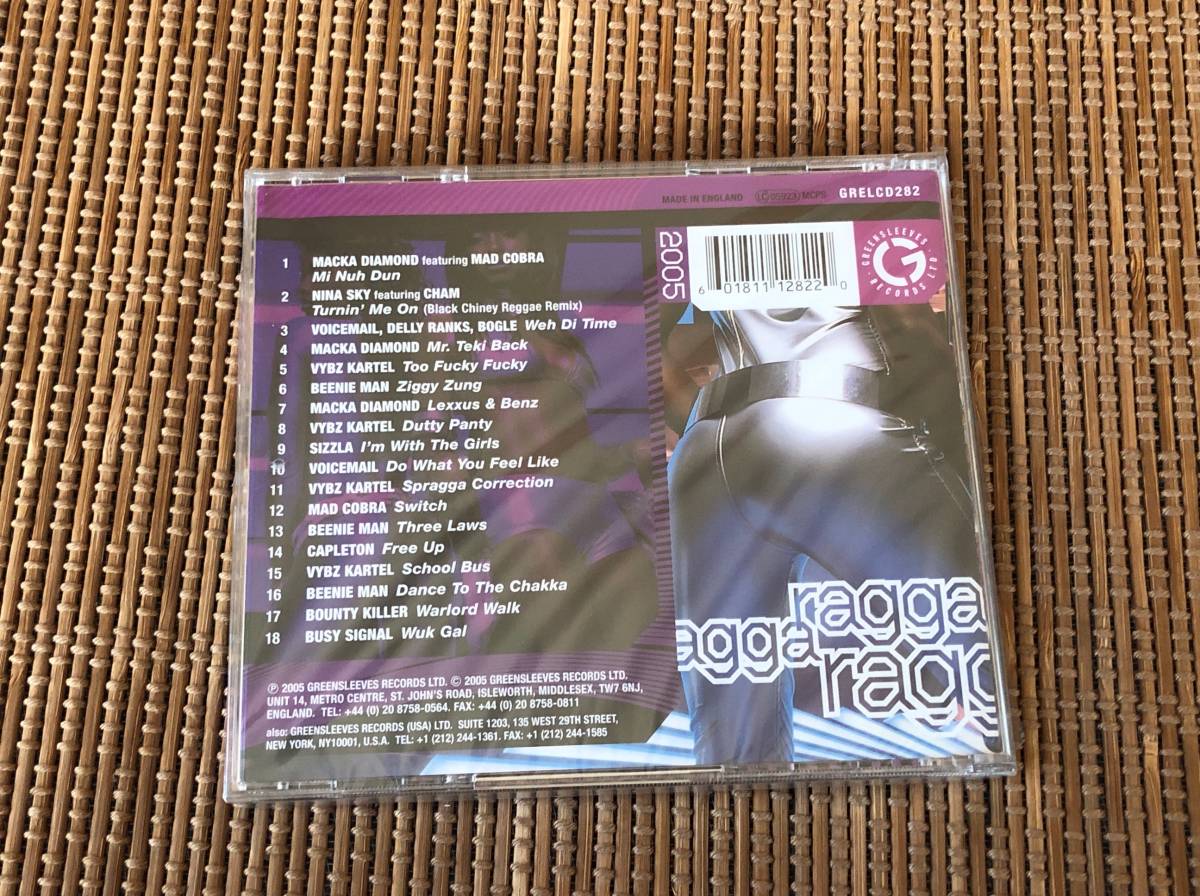 MADE IN ENGLAND LC 05923 MCPS GRELCD282
1 MACKA DIAMOND featuring MAD COBRA
Mi Nuh Dun
2 NINA SKY featuring CHAM
Turnin' Me On (Black Chiney Reggae Remix)
3 VOICEMAIL, DELLY RANKS, BOGLE Weh Di Time
4 MACKA DIAMOND Mr. Teki Back
5 VYBZ KARTEL Too Fucky Fucky
6 BEENIE MAN Ziggy Zung
7 MACKA DIAMOND Lexxus & Benz
8 VYBZ KARTEL Dutty Panty
9 SIZZLA I'm With The Girls
10 VOICEMAIL Do What You Feel Like
11 VYBZ KARTEL Spragga Correction
12 MAD COBRA Switch
13 BEENIE MAN Three Laws
14 CAPLETON Free Up
15 VYBZ KARTEL School Bus
16 BEENIE MAN Dance To The Chakka
17 BOUNTY KILLER Warlord Walk
18 BUSY SIGNAL Wuk Gal
℗ 2005 GREENSLEEVES RECORDS LTD. © 2005 GREENSLEEVES RECORDS LTD.
UNIT 14, METRO CENTRE, ST. JOHN'S ROAD, ISLEWORTH, MIDDLESEX, TW7 6NJ,
ENGLAND. TEL: +44 (0) 20 8758-0564. FAX: +44 (0) 20 8758-0811
also: GREENSLEEVES RECORDS (USA) LTD. SUITE 1203, 135 WEST 29TH STREET,
NEW YORK, NY10001, U.S.A. TEL: +1 (212) 244-1361. FAX: +1 (212) 244-1585
2005
6 01811 12822 0
GREENSLEEVES
RECORDS LTD
ragga
agga
ragg